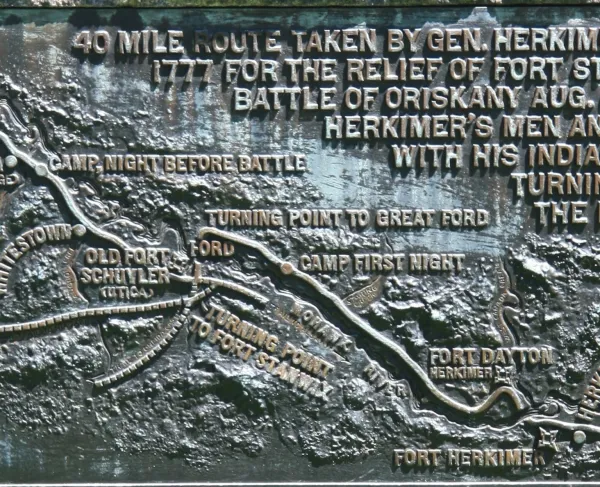 40 MILE ROUTE TAKEN BY GEN. HERKIM
1777 FOR THE RELIEF OF FORT ST
BATTLE OF ORISKANY AUG.
HERKIMER'S MEN AN
WITH HIS INDIA
TURNIN
THE
CAMP NIGHT BEFORE BATTLE
TURNING POINT TO GREAT FORD
WHITESTOWN
OLD FORT
SCHUYLER
(UTICA)
FORD
CAMP FIRST NIGHT
TURNING POINT
TO FORT STANWIX
MOHAWK RIVER
FORT DAYTON
HERKIMER
FORT HERKIMER